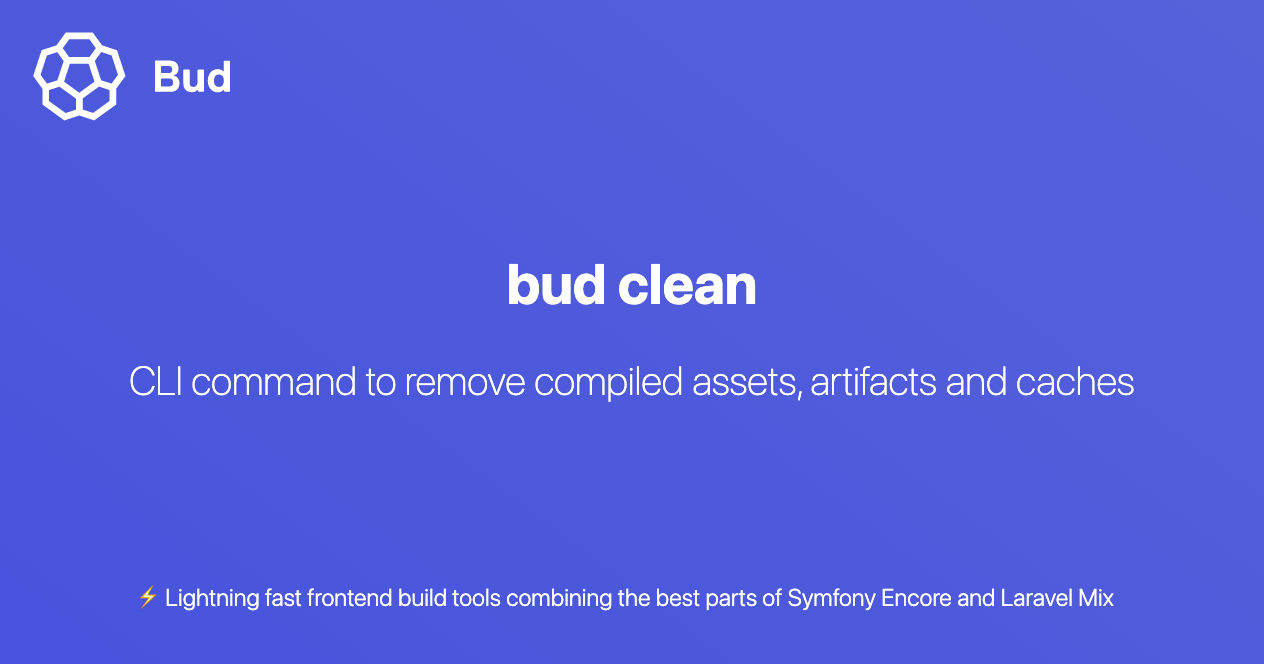 Bud
bud clean
CLI command to remove compiled assets, artifacts and caches
⚡ Lightning fast frontend build tools combining the best parts of Symfony Encore and Laravel Mix